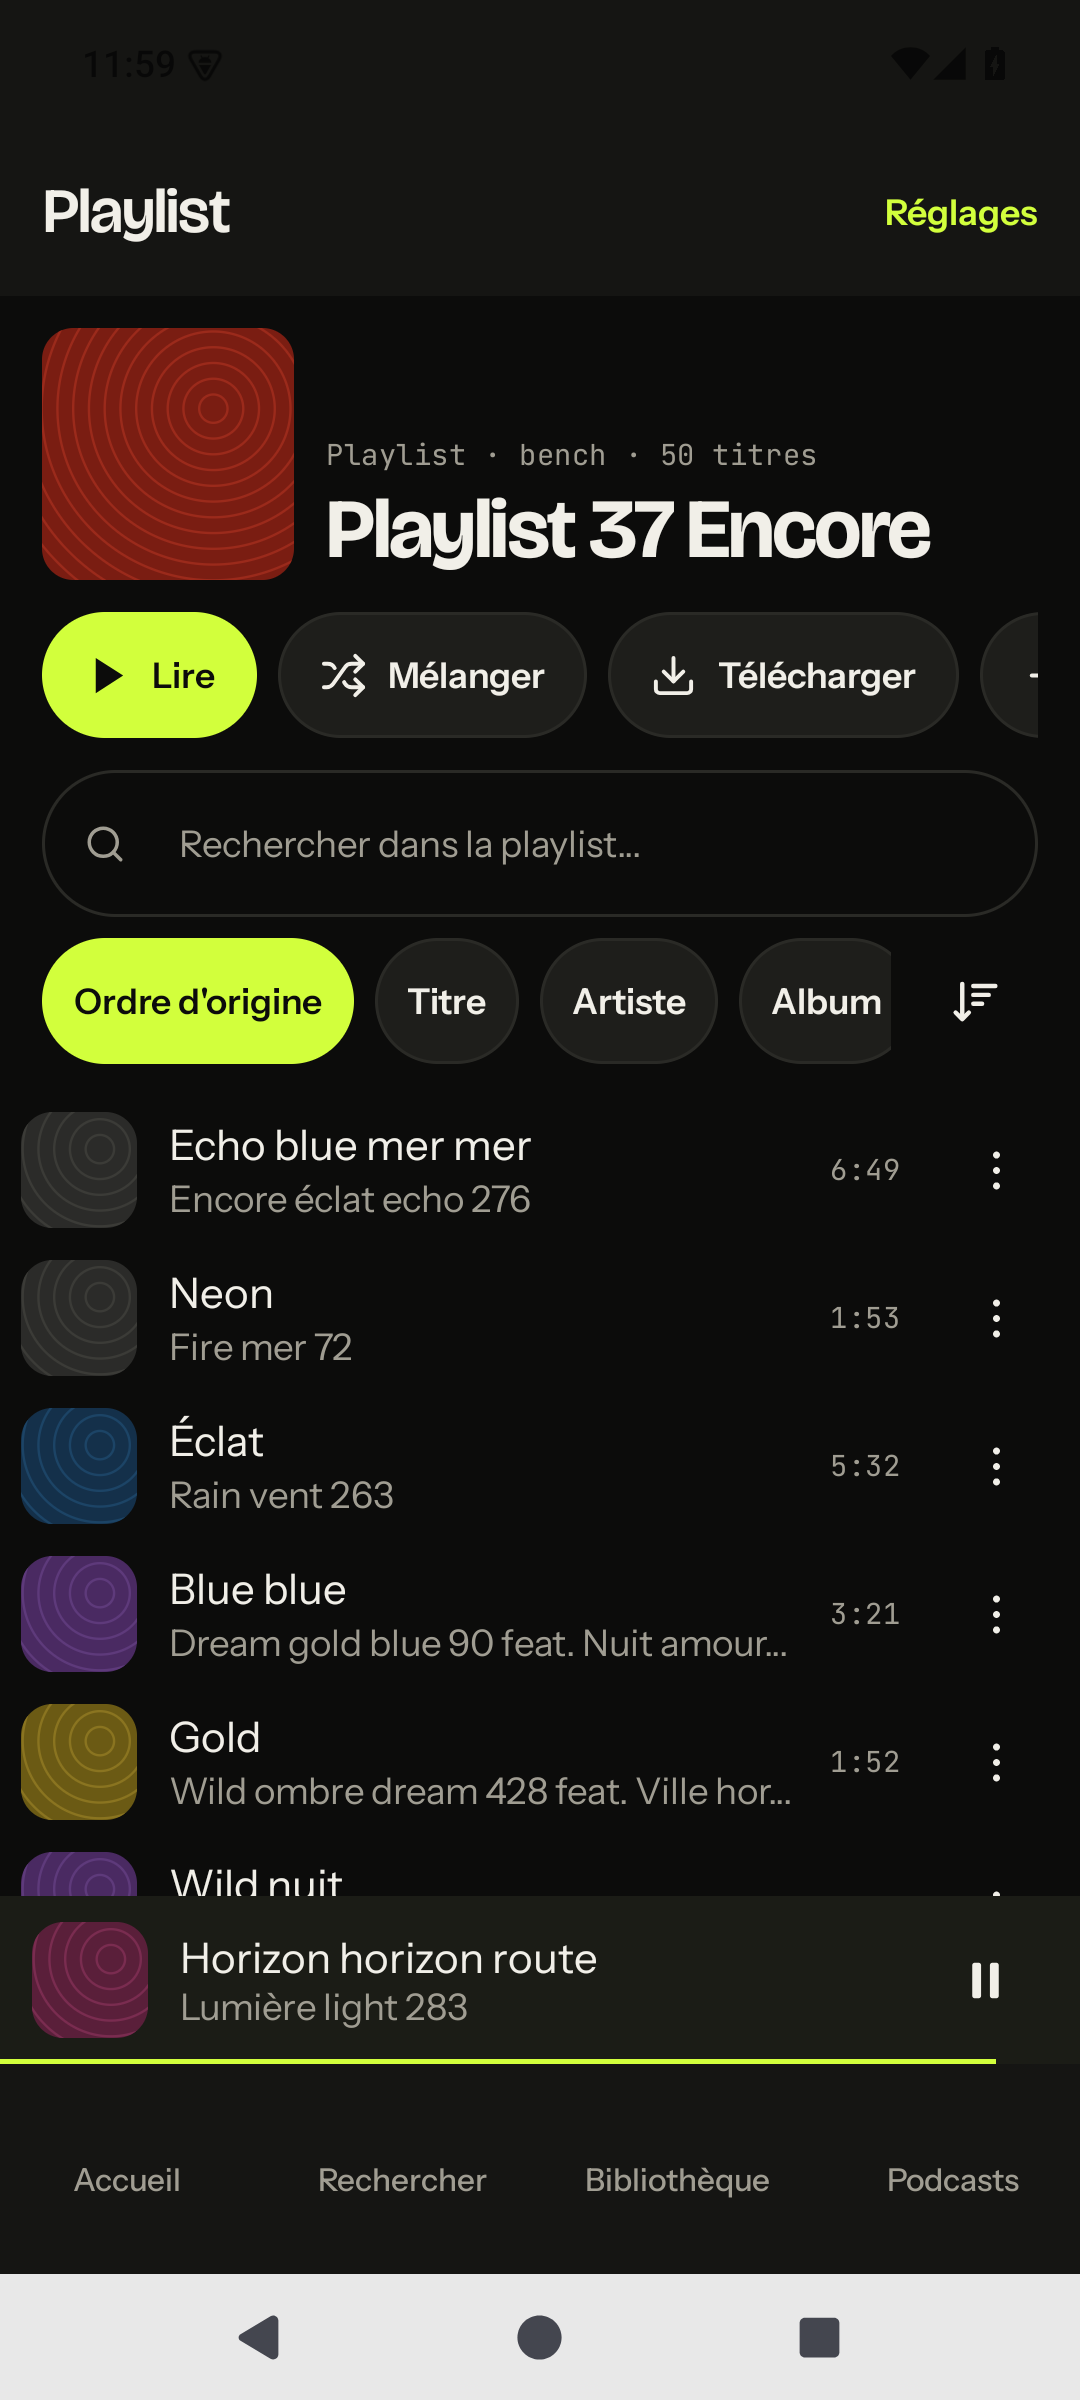 11:59
Playlist
Réglages
Playlist · bench · 50 titres
Playlist 37 Encore
Lire
Mélanger
Télécharger
Rechercher dans la playlist...
Ordre d'origine
Titre
Artiste
Album
Echo blue mer mer
Encore éclat echo 276
6:49
Neon
Fire mer 72
1:53
Éclat
Rain vent 263
5:32
Blue blue
Dream gold blue 90 feat. Nuit amour...
3:21
Gold
Wild ombre dream 428 feat. Ville hor...
1:52
Wild nuit
Horizon horizon route
Lumière light 283
Accueil
Rechercher
Bibliothèque
Podcasts